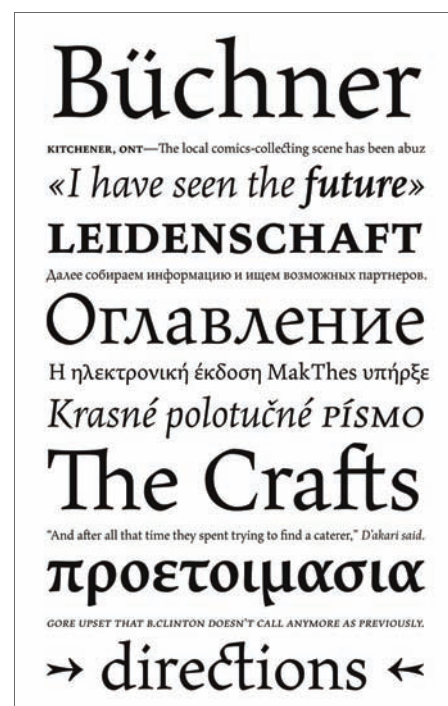 Büchner
KITCHENER, ONT—The local comics-collecting scene has been abuz
«I have seen the future»
LEIDENSCHAFT
Далее собираем информацию и ищем возможных партнеров.
Оглавление
Η ηλεκτρονική έκδοση MakThes υπήρξε
Krasné polotučné PÍSMO
The Crafts
“And after all that time they spent trying to find a caterer,” D’akari said.
προετοιμασια
GORE UPSET THAT B.CLINTON DOESN’T CALL ANYMORE AS PREVIOUSLY.
➳ directions ➳